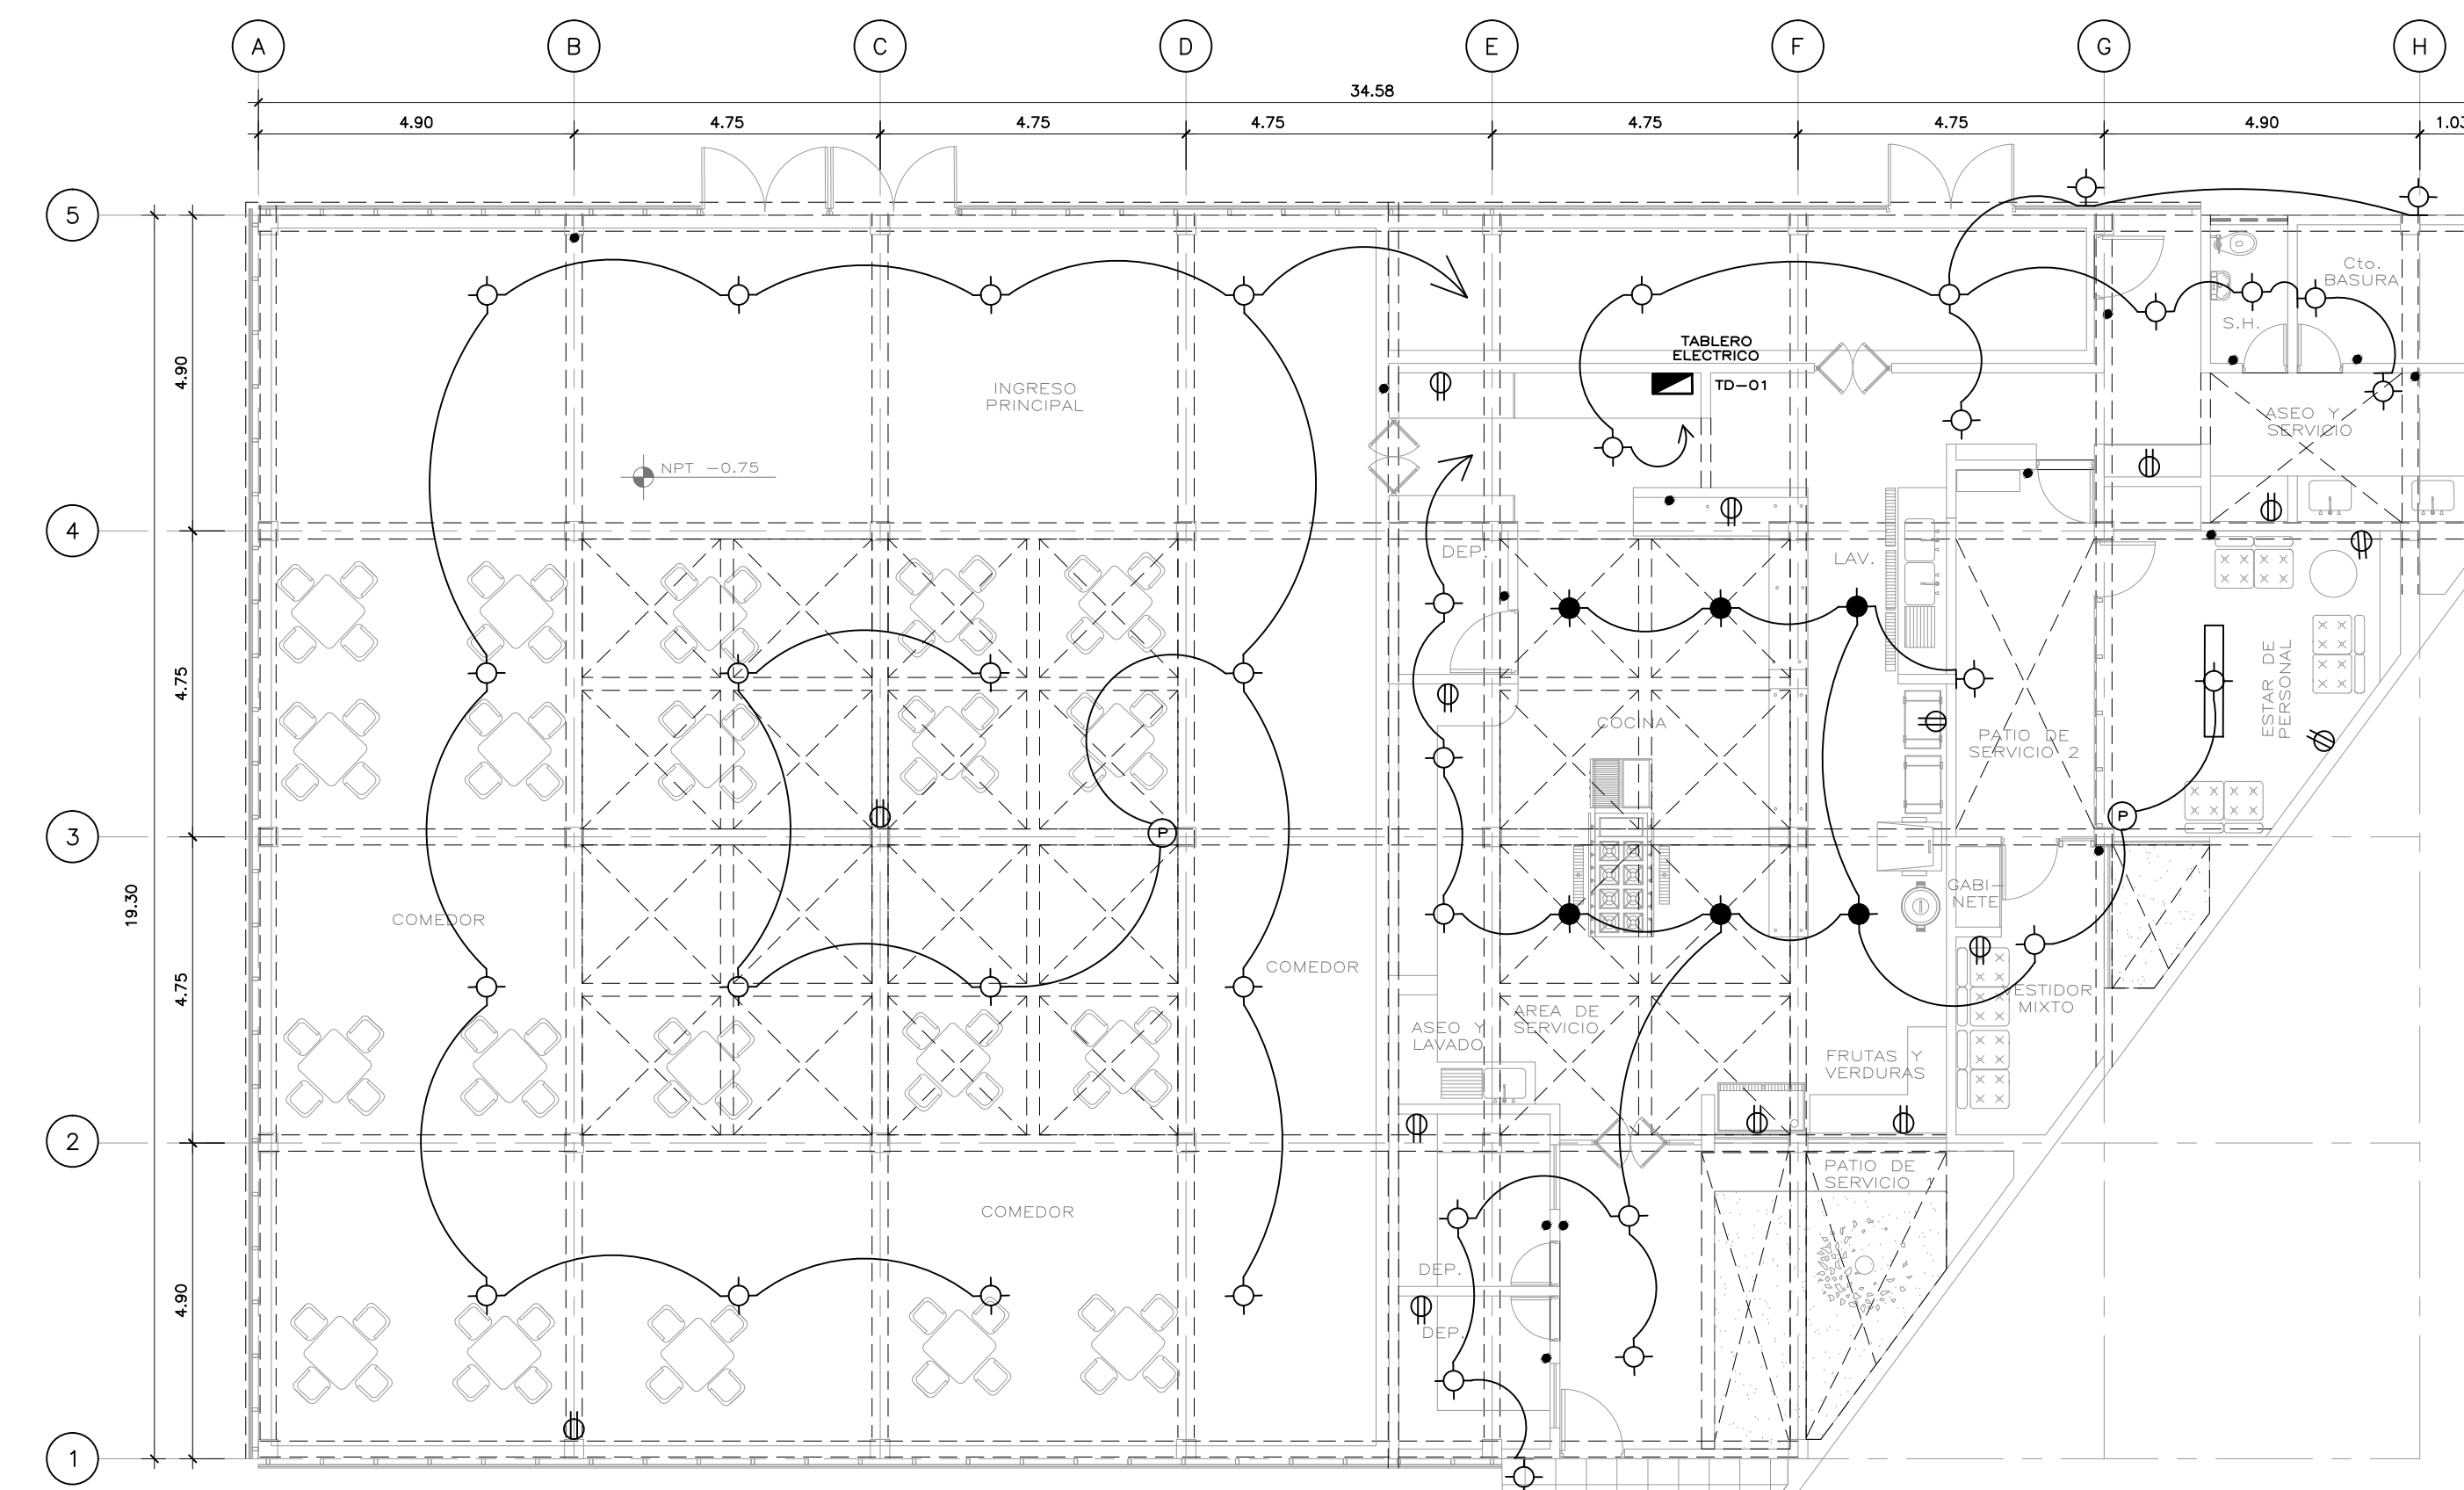 A
B
C
D
E
F
G
H
34.58
4.90
4.75
4.75
4.75
4.75
4.75
4.90
5
4
3
2
1
4.90
4.75
19.30
4.75
4.90
INGRESO
PRINCIPAL
NPT -0.75
TABLERO
ELECTRICO
TD-01
Cto.
BASURA
S.H.
ASEO Y
SERVICIO
DEP.
LAV.
COCINA
PATIO DE
SERVICIO 2
ESTAR DE
PERSONAL
P
P
COMEDOR
COMEDOR
COMEDOR
GABI-
NETE
VESTIDOR
MIXTO
ASEO Y
LAVADO
AREA DE
SERVICIO
FRUTAS Y
VERDURAS
PATIO DE
SERVICIO 1
DEP.
DEP.